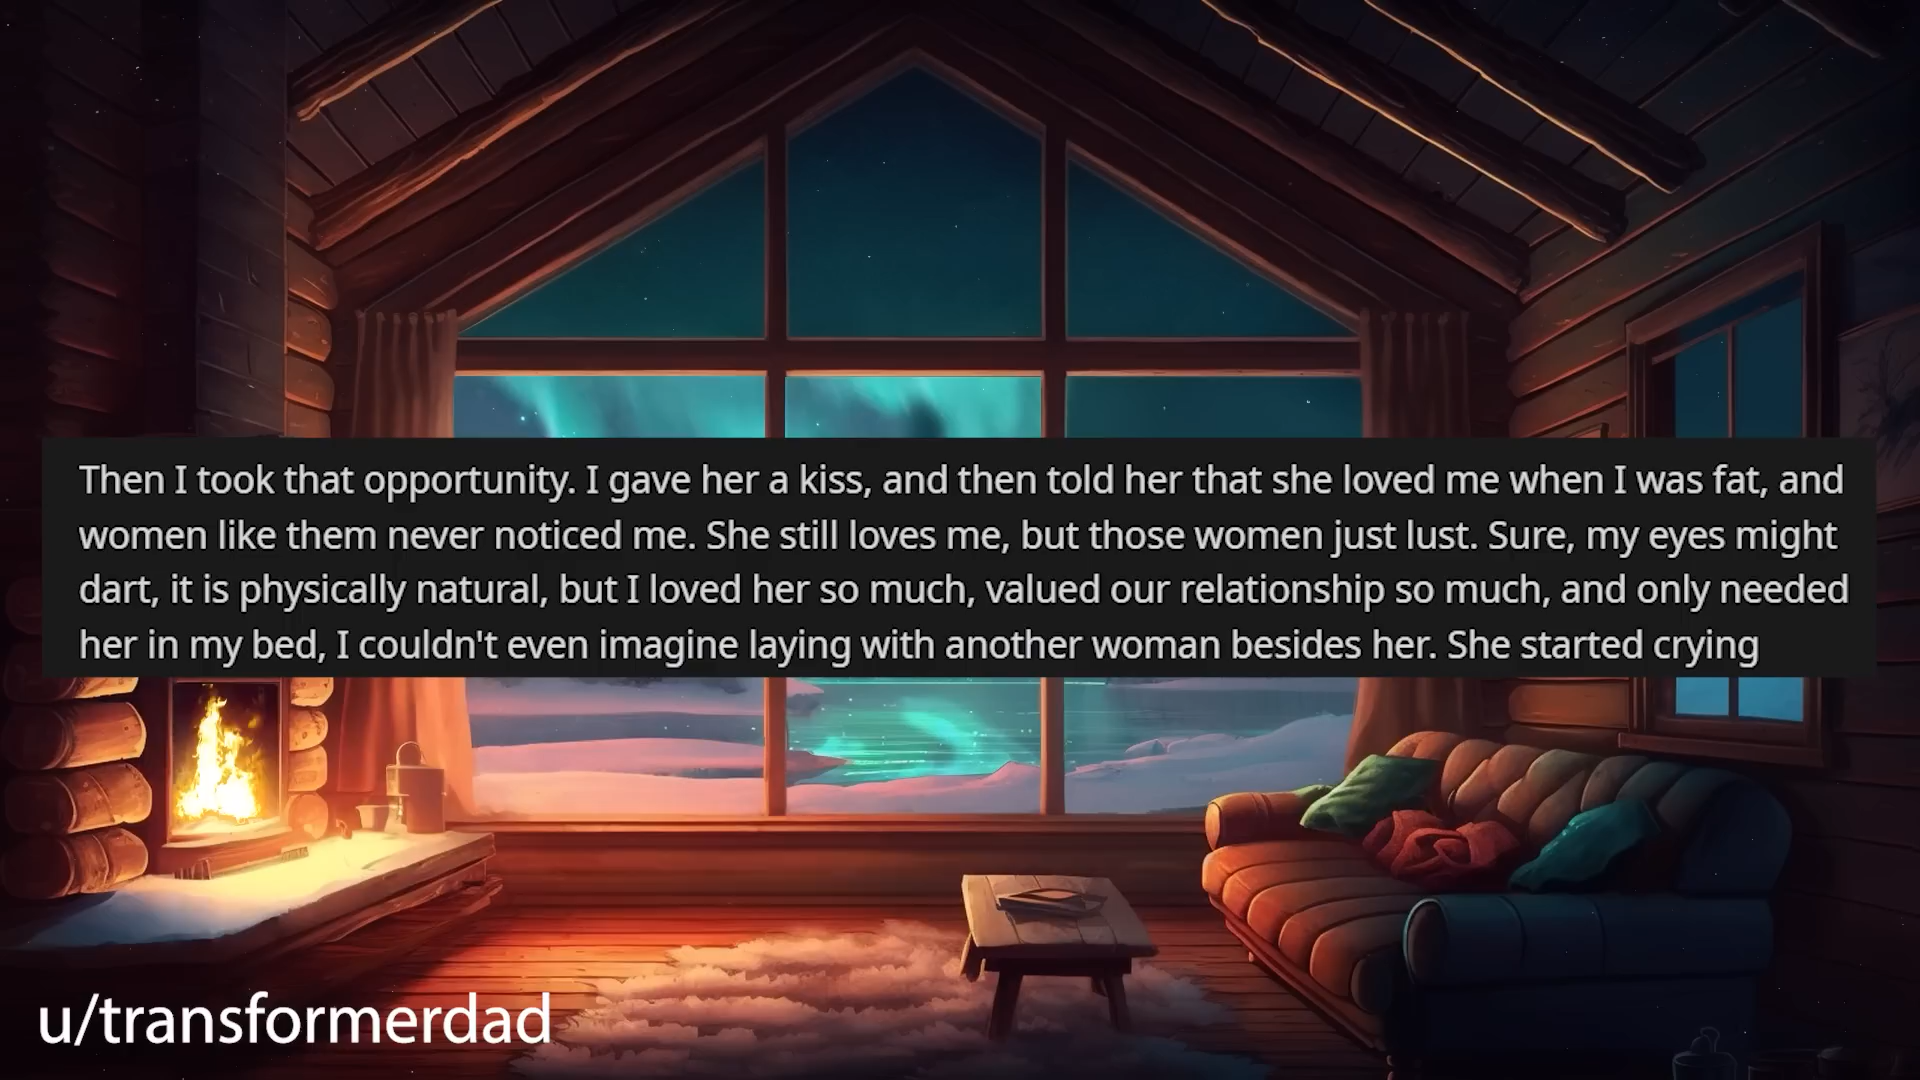 Then I took that opportunity. I gave her a kiss, and then told her that she loved me when I was fat, and
women like them never noticed me. She still loves me, but those women just lust. Sure, my eyes might
dart, it is physically natural, but I loved her so much, valued our relationship so much, and only needed
her in my bed, I couldn't even imagine laying with another woman besides her. She started crying
u/transformerdad